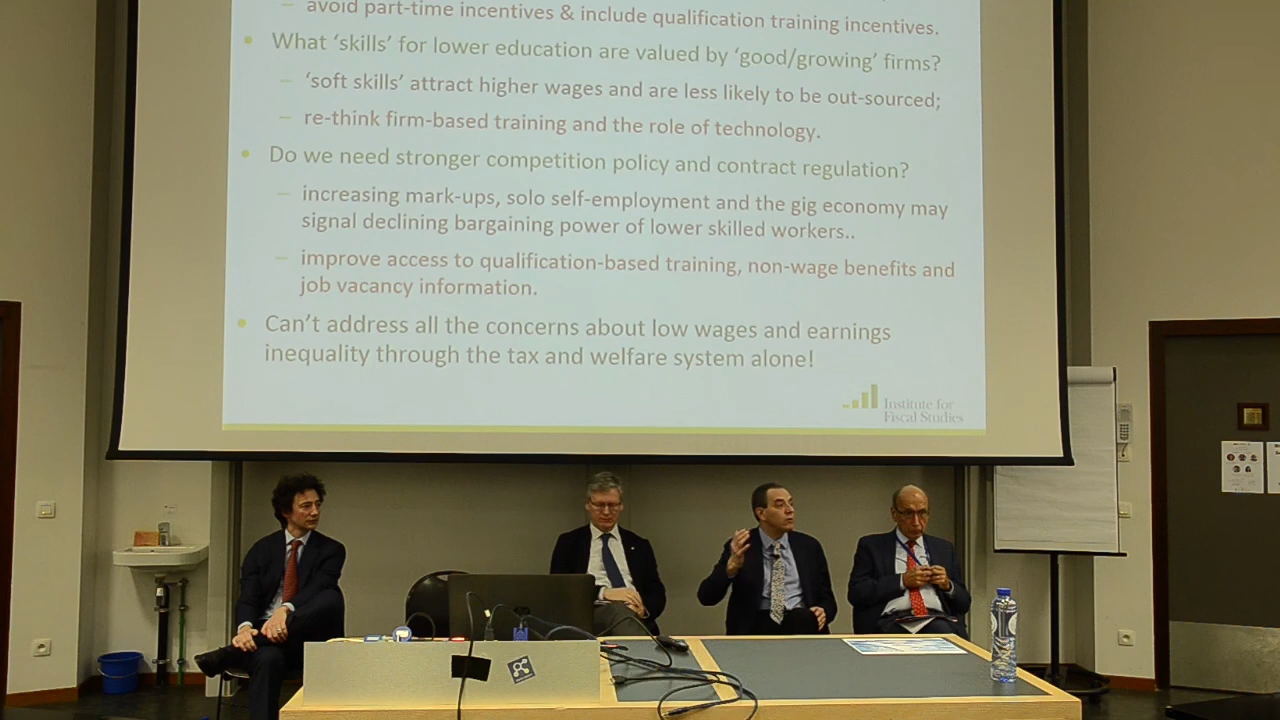 – avoid part-time incentives & include qualification training incentives.
• What ‘skills’ for lower education are valued by ‘good/growing’ firms?
– ‘soft skills’ attract higher wages and are less likely to be out-sourced;
– re-think firm-based training and the role of technology.
• Do we need stronger competition policy and contract regulation?
– increasing mark-ups, solo self-employment and the gig economy may
signal declining bargaining power of lower skilled workers..
– improve access to qualification-based training, non-wage benefits and
job vacancy information.
• Can’t address all the concerns about low wages and earnings
inequality through the tax and welfare system alone!
Institute for
Fiscal Studies